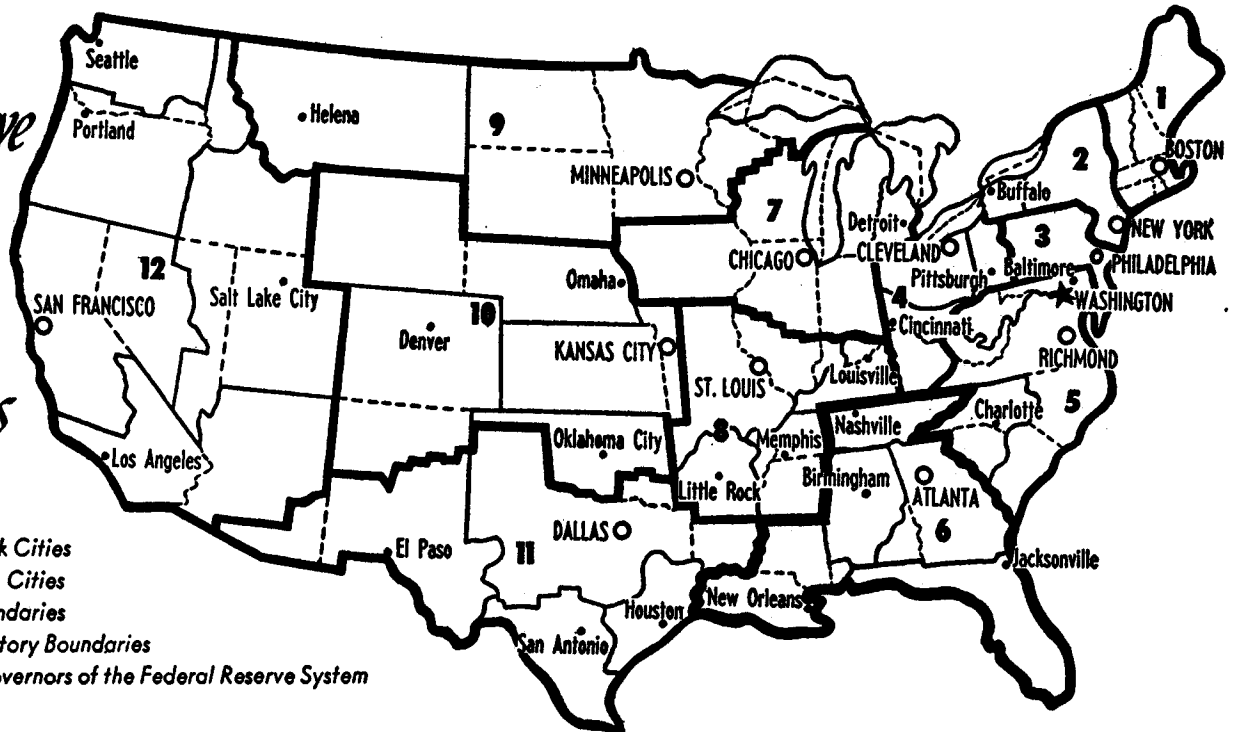 Seattle
Portland
Helena
9
MINNEAPOLIS
1
BOSTON
2
Buffalo
NEW YORK
3
PHILADELPHIA
7
Detroit
CLEVELAND
CHICAGO
Pittsburgh
Baltimore
WASHINGTON
4
Cincinnati
RICHMOND
12
SAN FRANCISCO
Salt Lake City
Omaha
10
Denver
KANSAS CITY
ST. LOUIS
Louisville
5
Charlotte
Los Angeles
Oklahoma City
8
Memphis
Nashville
Little Rock
Birmingham
ATLANTA
6
DALLAS
El Paso
11
Jacksonville
Houston
New Orleans
San Antonio
k Cities
Cities
ndaries
tory Boundaries
overnors of the Federal Reserve System